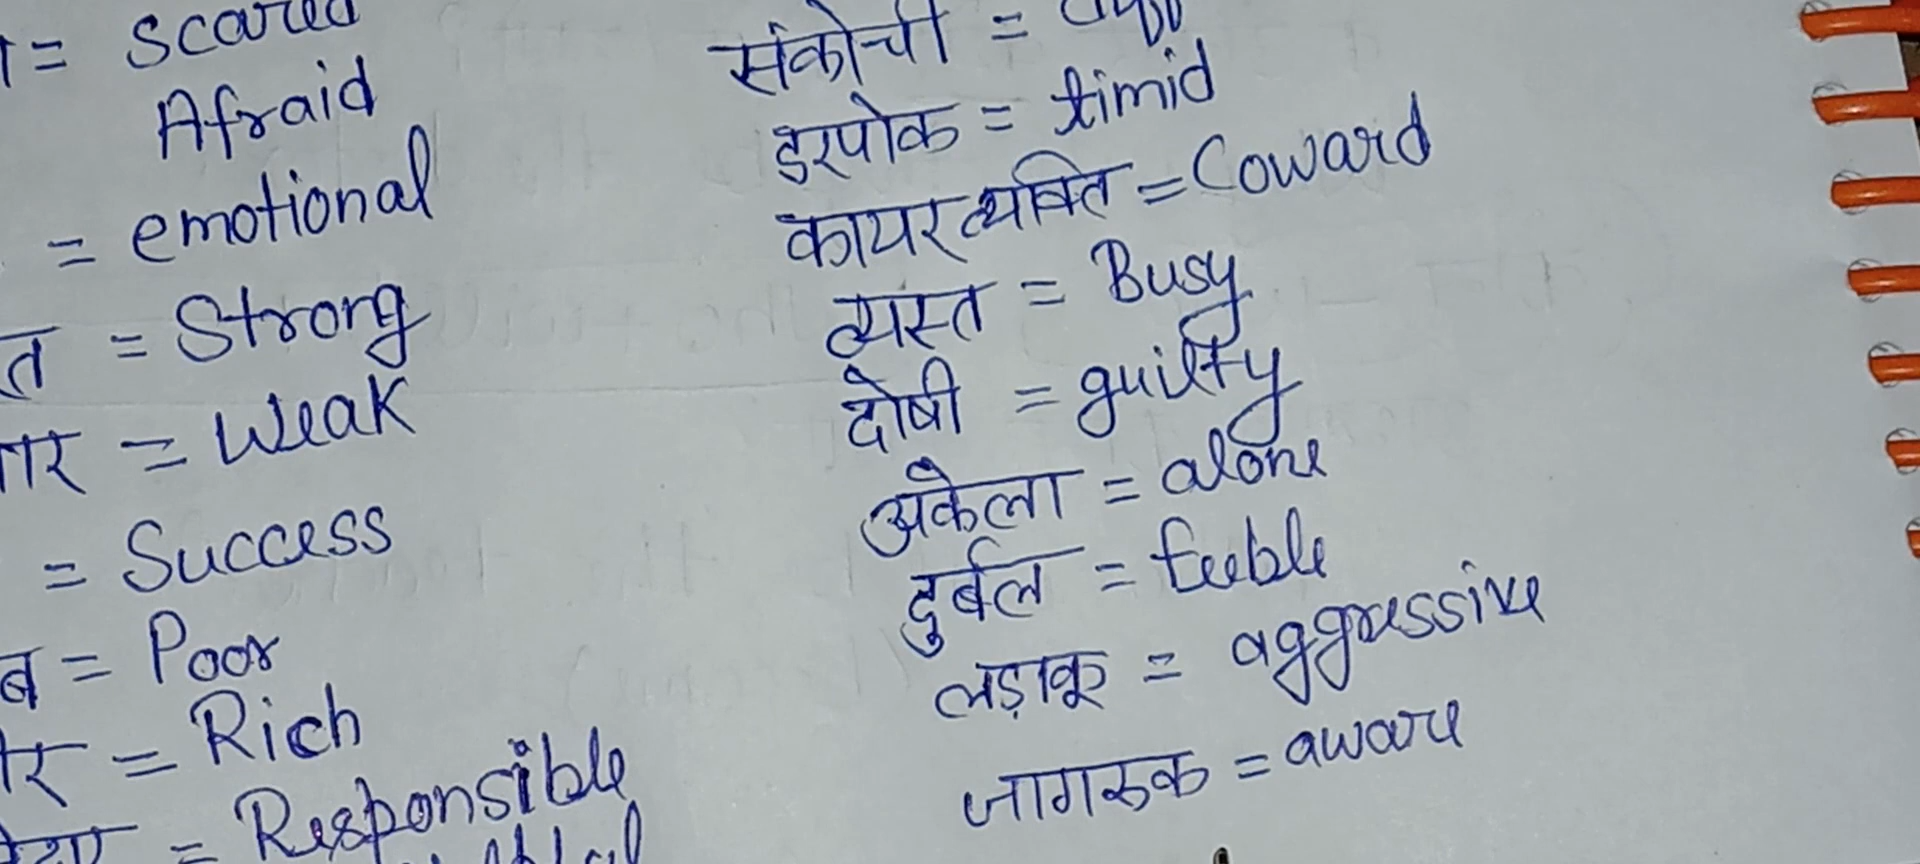 = scared
Afraid
= emotional
त = Strong
ार = Weak
= Success
ब = Poor
ीर = Rich
= Responsible
संकोची =
डरपोक = timid
कायर व्यक्ति = Coward
व्यस्त = Busy
दोषी = guilty
अकेला = alone
दुर्बल = feeble
लड़ाकू = aggressive
जागरुक = aware